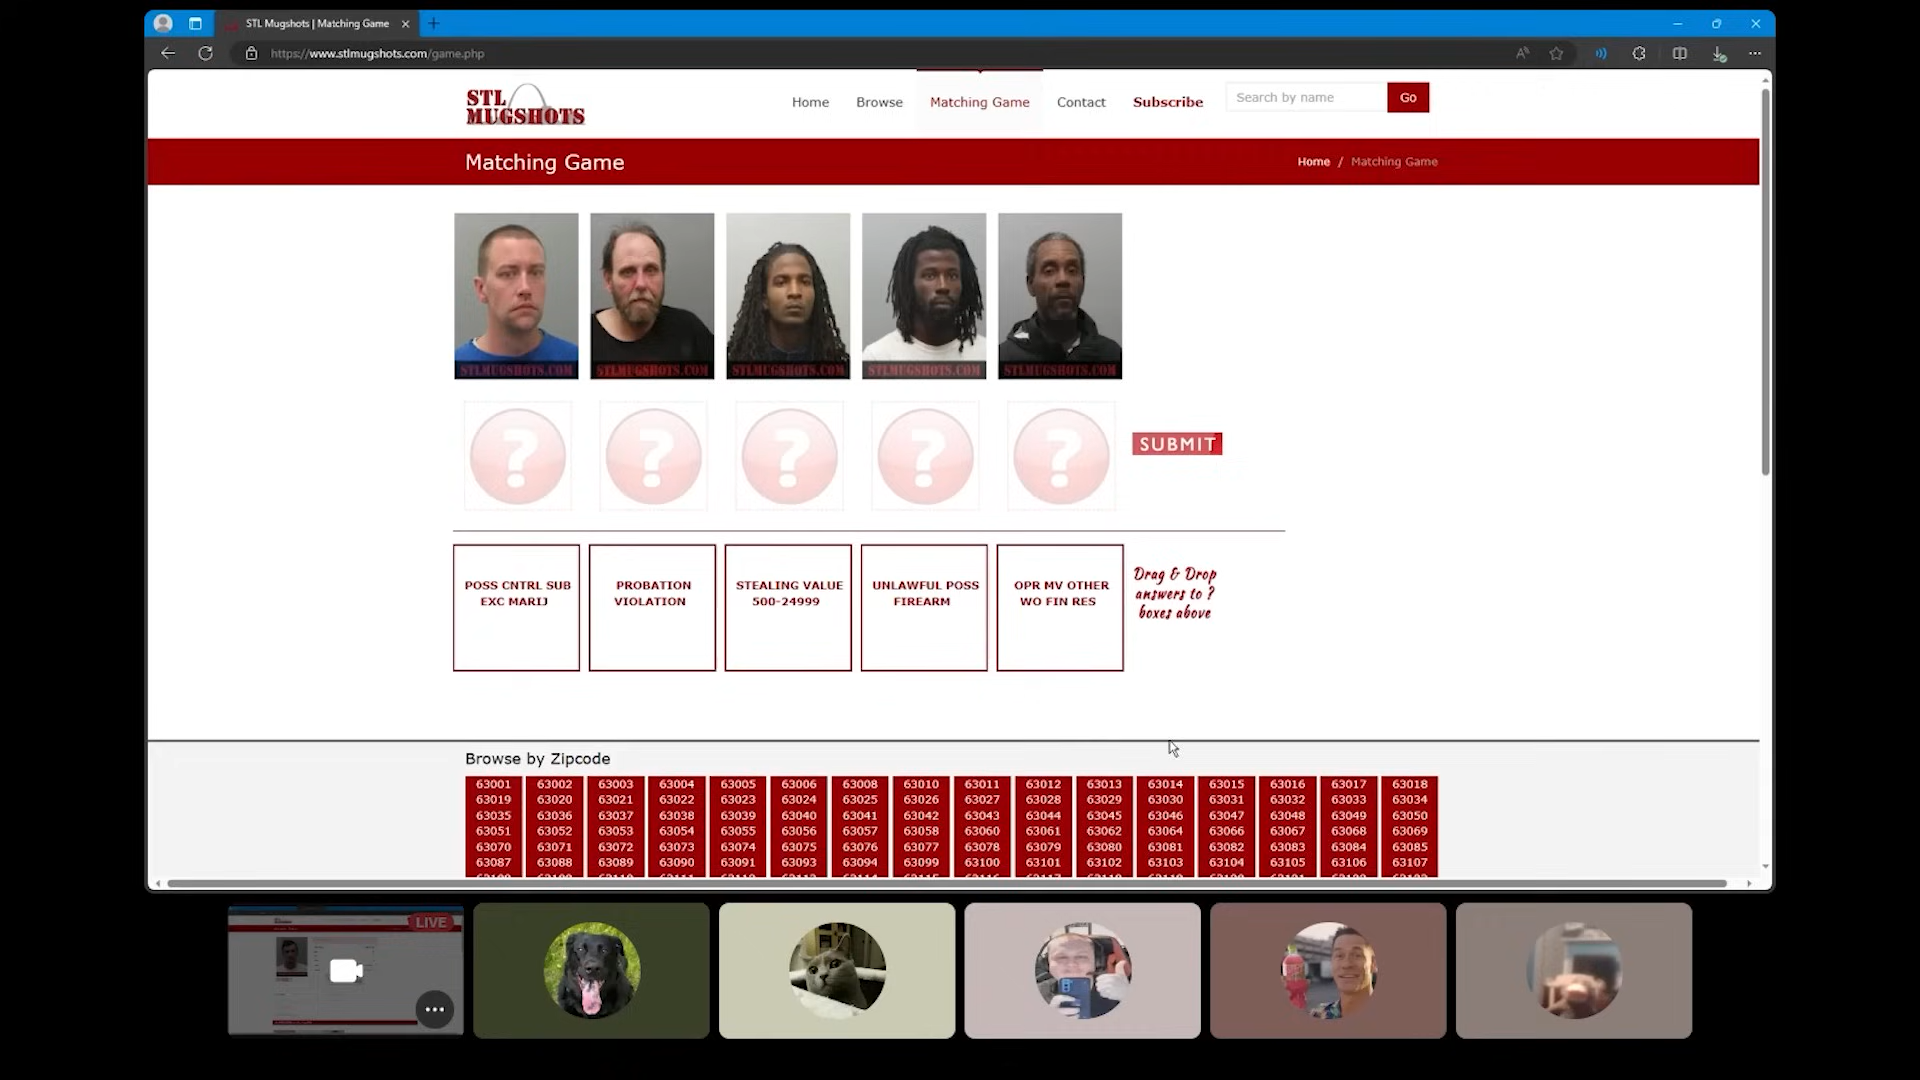 STL Mugshots | Matching Game
https://www.stlmugshots.com/game.php
STL
MUGSHOTS
Home
Browse
Matching Game
Contact
Subscribe
Search by name
Go
Matching Game
Home / Matching Game
STLMUGSHOTS.COM
STLMUGSHOTS.COM
STLMUGSHOTS.COM
STLMUGSHOTS.COM
STLMUGSHOTS.COM
? ? ? ? ?
SUBMIT
POSS CNTRL SUB
EXC MARIJ
PROBATION
VIOLATION
STEALING VALUE
500-24999
UNLAWFUL POSS
FIREARM
OPR MV OTHER
WO FIN RES
Drag & Drop
answers to ?
boxes above
Browse by Zipcode
63001 63002 63003 63004 63005 63006 63008 63010 63011 63012 63013 63014 63015 63016 63017 63018
63019 63020 63021 63022 63023 63024 63025 63026 63027 63028 63029 63030 63031 63032 63033 63034
63035 63036 63037 63038 63039 63040 63041 63042 63043 63044 63045 63046 63047 63048 63049 63050
63051 63052 63053 63054 63055 63056 63057 63058 63060 63061 63062 63064 63066 63067 63068 63069
63070 63071 63072 63073 63074 63075 63076 63077 63078 63079 63080 63081 63082 63083 63084 63085
63087 63088 63089 63090 63091 63093 63094 63099 63100 63101 63102 63103 63104 63105 63106 63107
LIVE